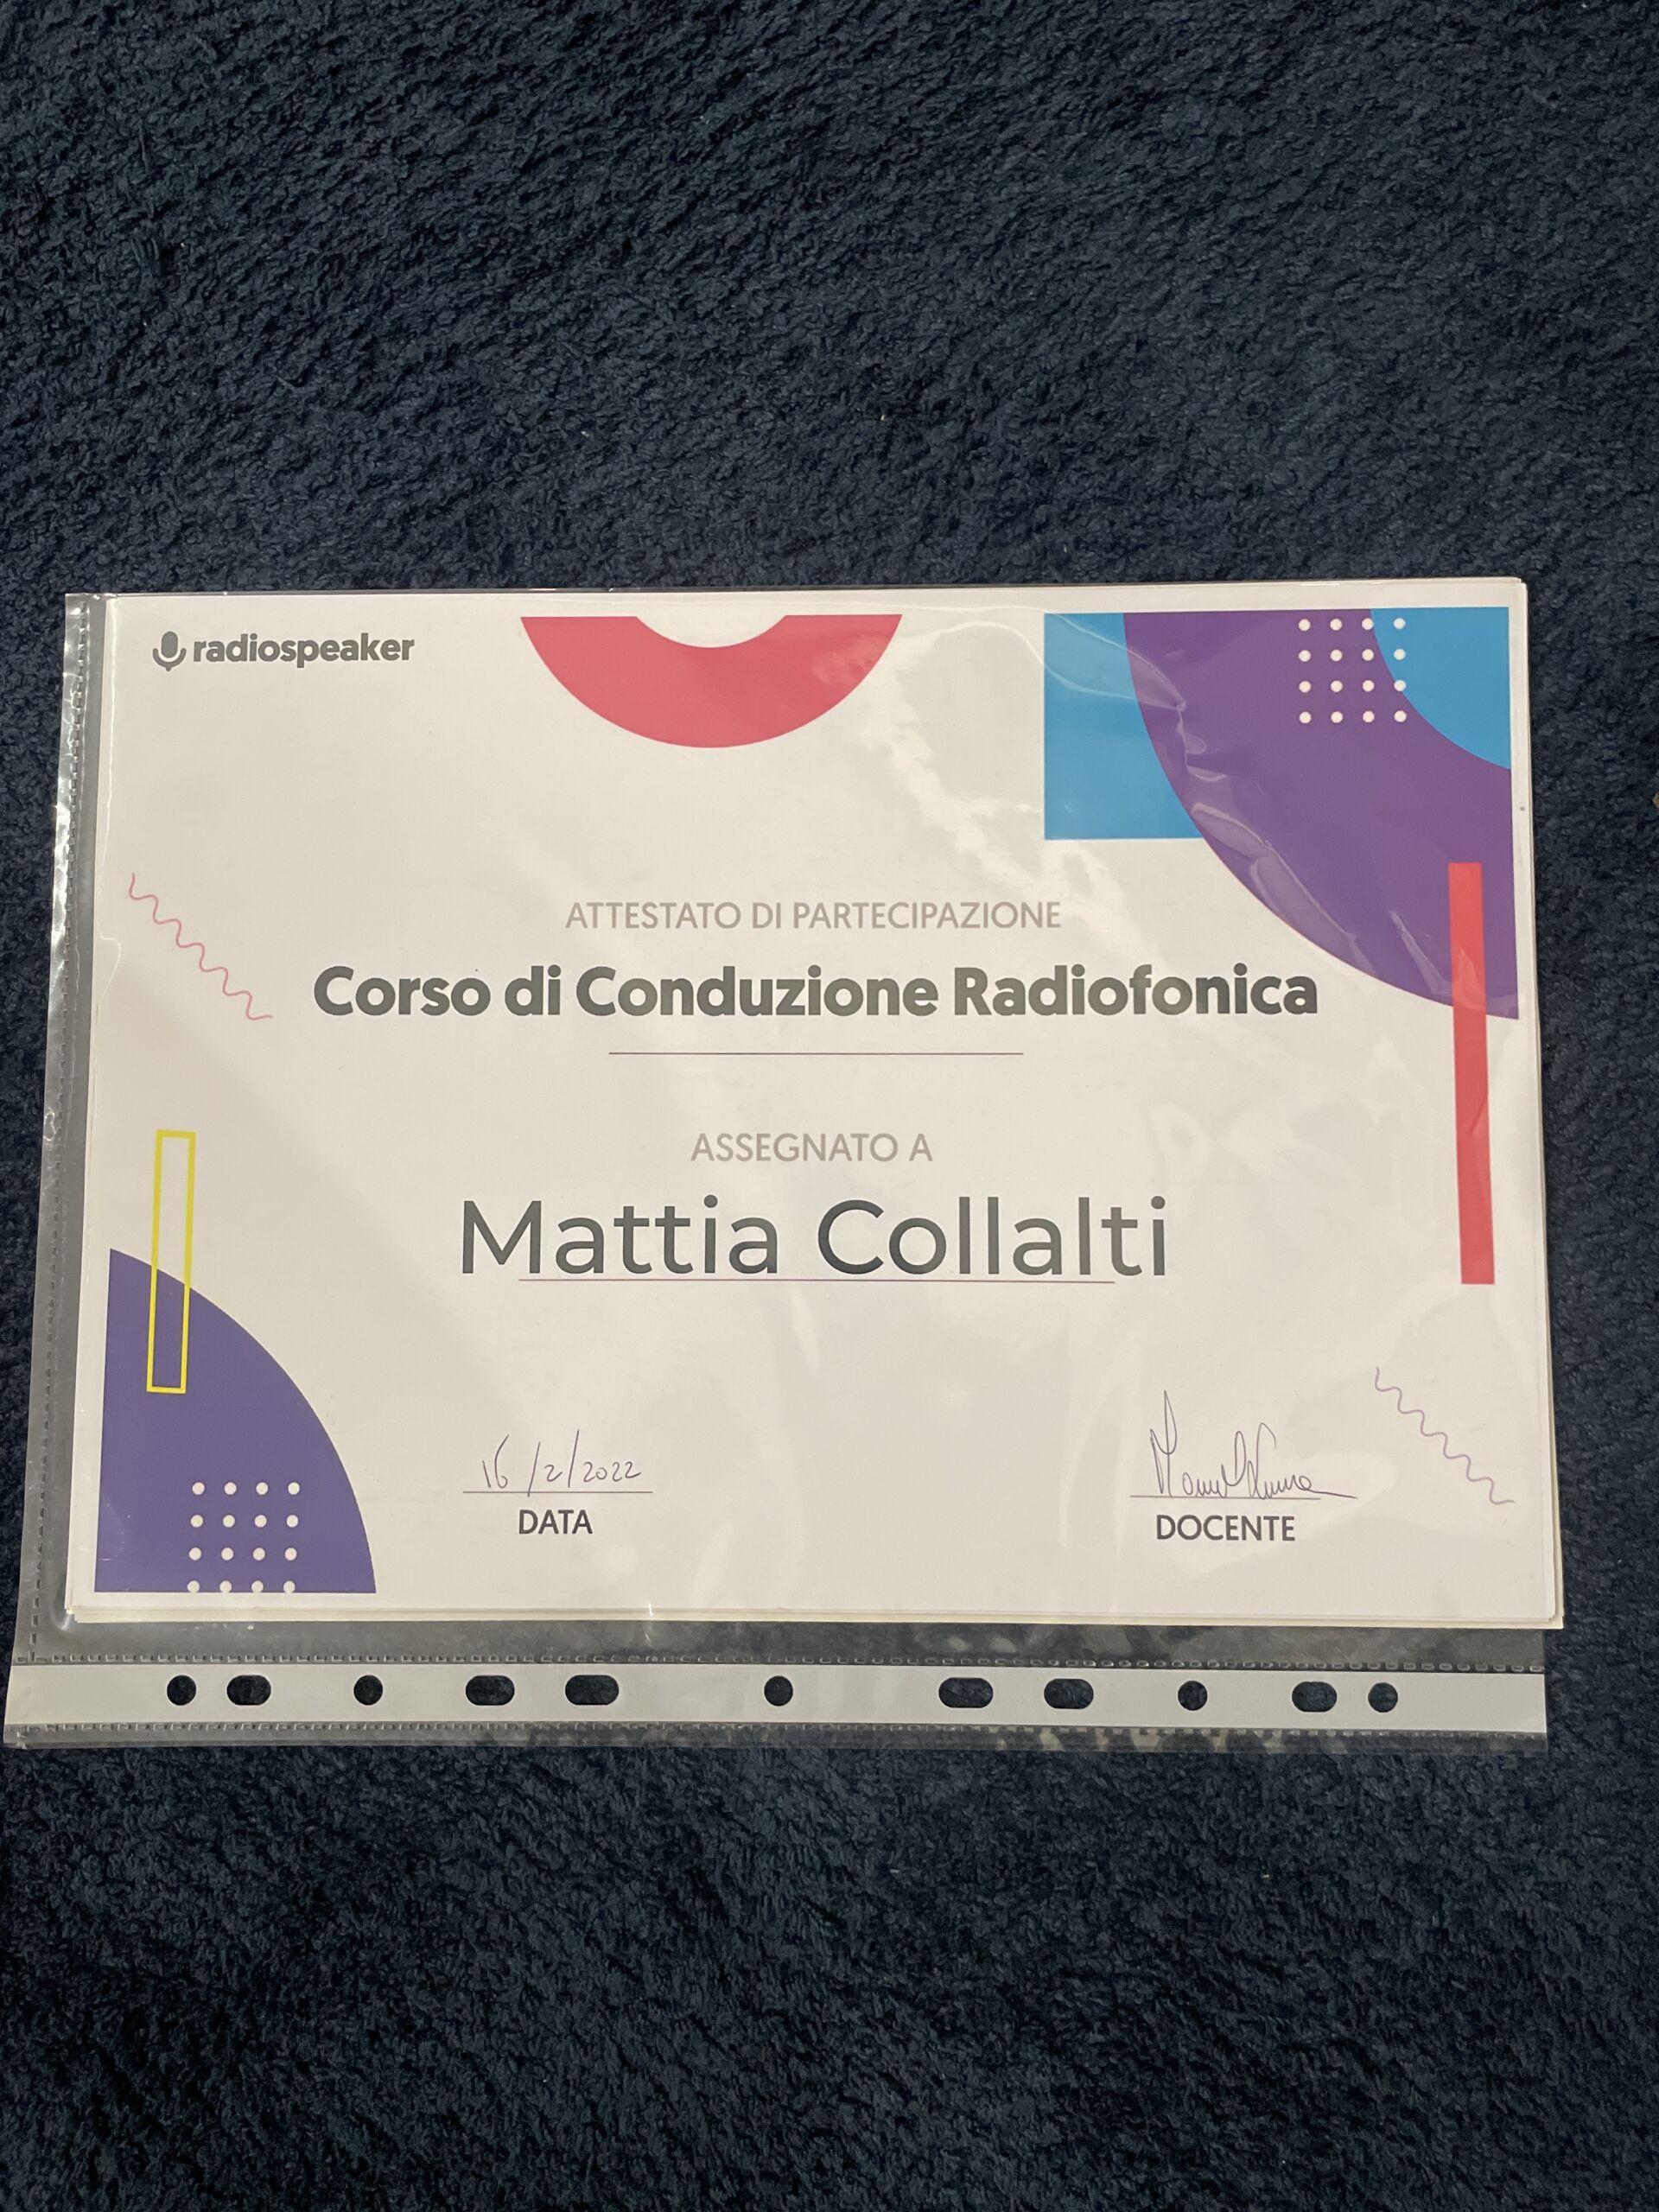 radiospeaker
ATTESTATO DI PARTECIPAZIONE
Corso di Conduzione Radiofonica
ASSEGNATO A
Mattia Collalti
16/2/2022
DATA
DOCENTE